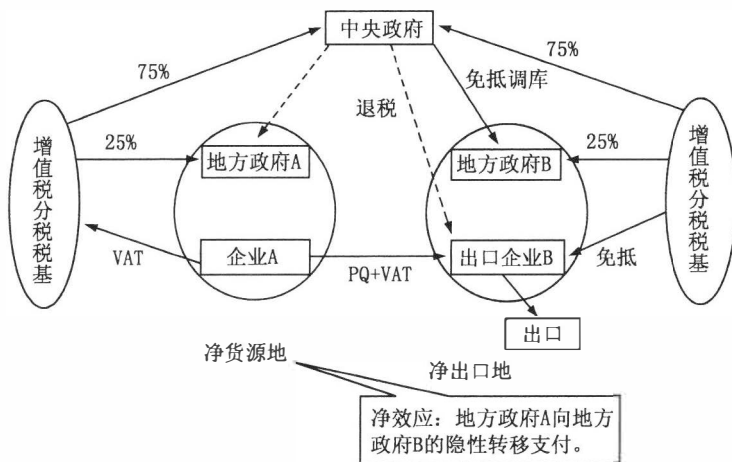 中央政府
75%
75%
退税
免抵调库
25%
25%
地方政府A
地方政府B
增值税分税税基
增值税分税税基
企业A
出口企业B
VAT
PQ+VAT
免抵
出口
净货源地
净出口地
净效应：地方政府A向地方
政府B的隐性转移支付。